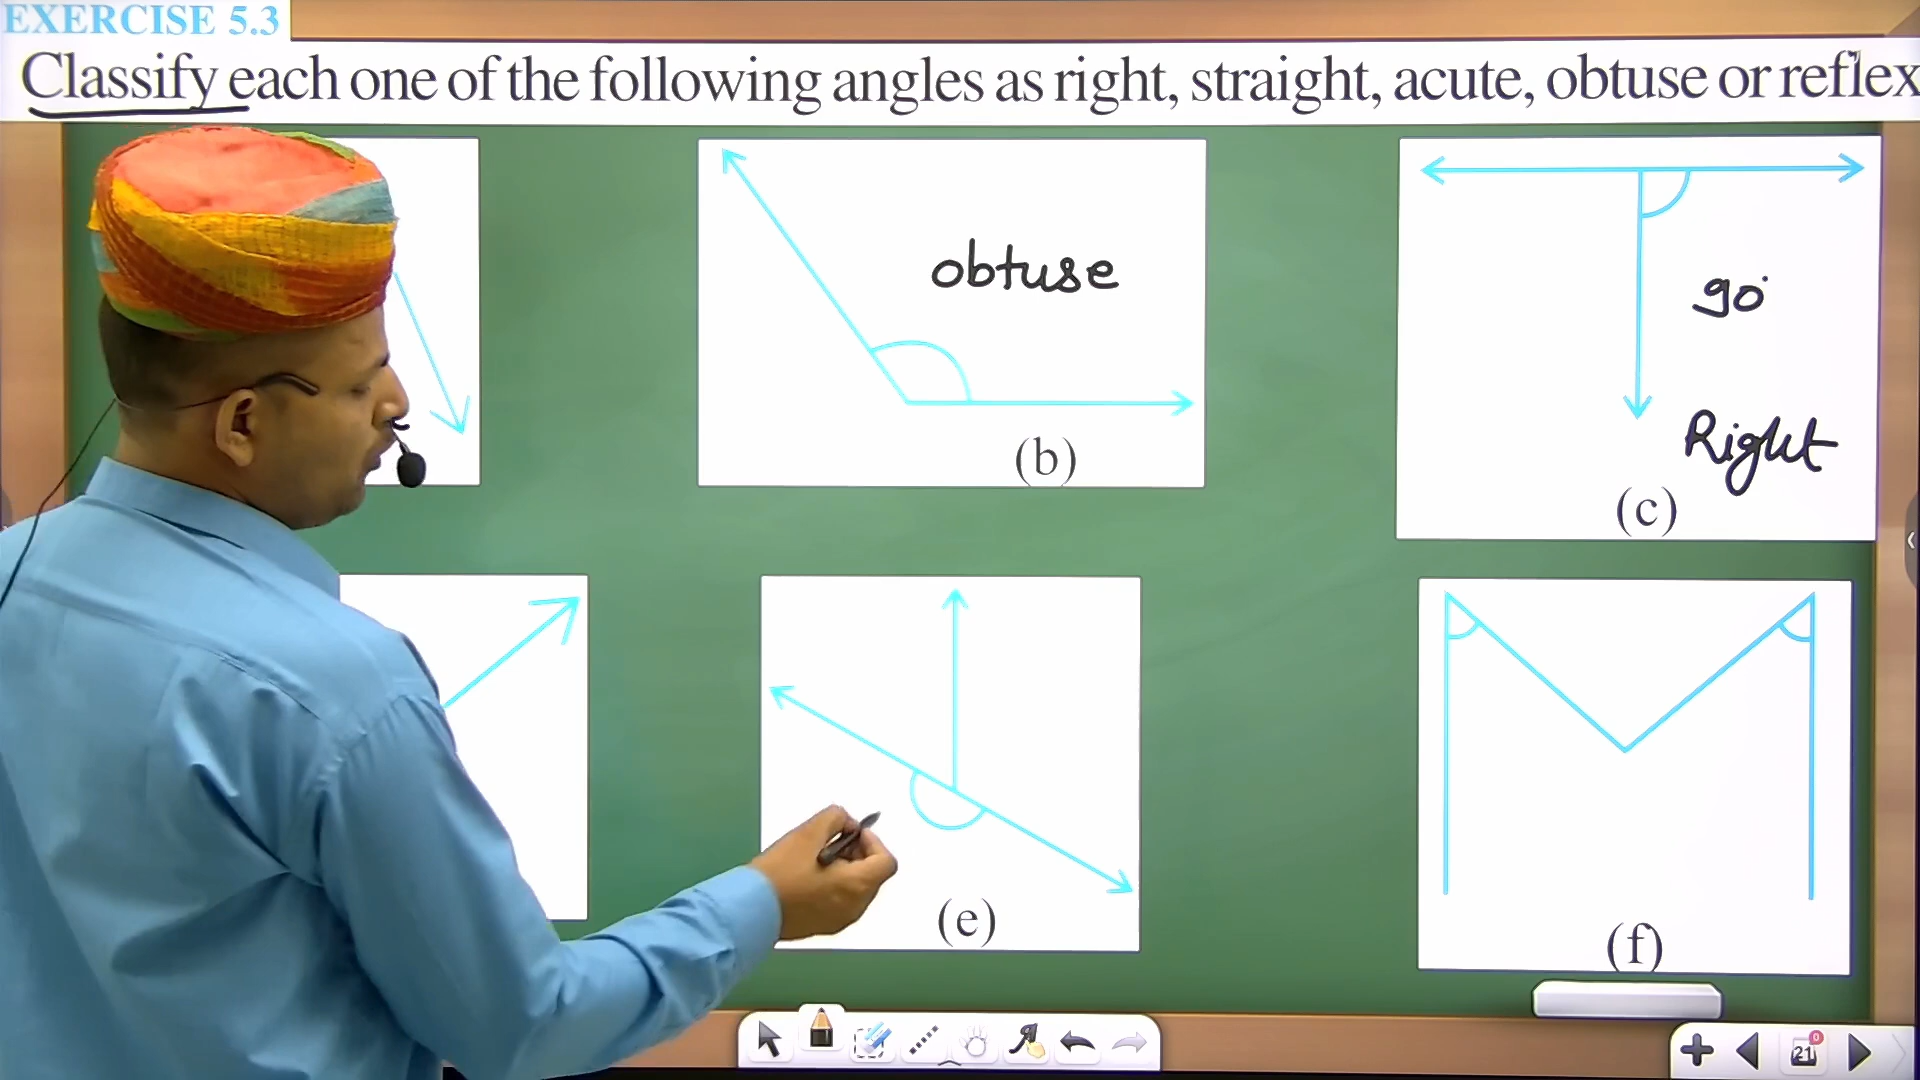 EXERCISE 5.3
Classify each one of the following angles as right, straight, acute, obtuse or reflex
obtuse
90°
(b)
Right
(c)
(e)
(f)
21
0